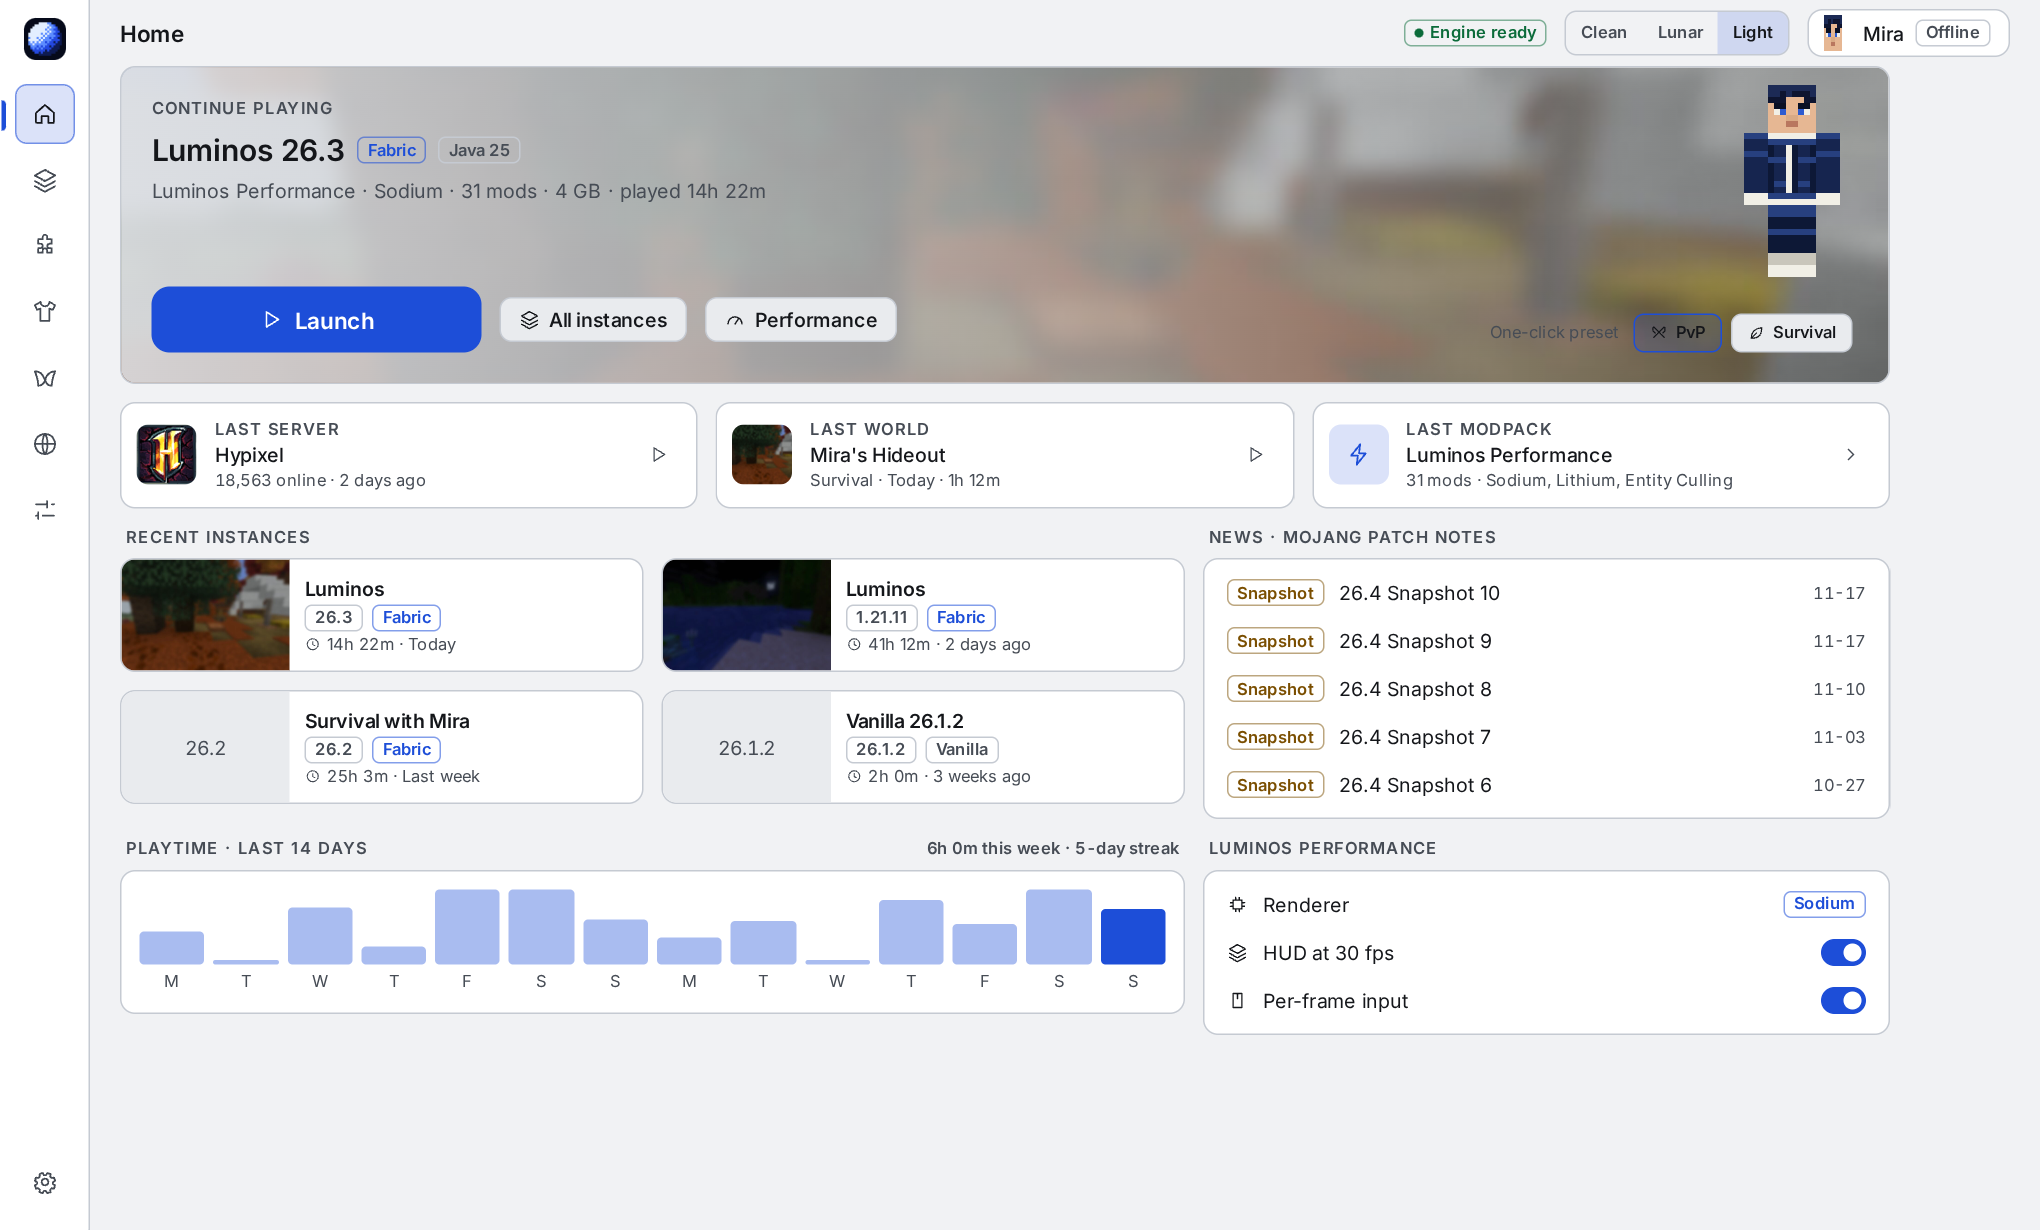 Home
Engine ready
Clean Lunar Light
Mira Offline
CONTINUE PLAYING
Luminos 26.3 Fabric Java 25
Luminos Performance · Sodium · 31 mods · 4 GB · played 14h 22m
Launch All instances Performance
One-click preset PvP Survival
LAST SERVER
Hypixel
18,563 online · 2 days ago
LAST WORLD
Mira's Hideout
Survival · Today · 1h 12m
LAST MODPACK
Luminos Performance
31 mods · Sodium, Lithium, Entity Culling
RECENT INSTANCES
Luminos
26.3 Fabric
14h 22m · Today
Luminos
1.21.11 Fabric
41h 12m · 2 days ago
26.2
Survival with Mira
26.2 Fabric
25h 3m · Last week
26.1.2
Vanilla 26.1.2
26.1.2 Vanilla
2h 0m · 3 weeks ago
NEWS · MOJANG PATCH NOTES
Snapshot 26.4 Snapshot 10 11-17
Snapshot 26.4 Snapshot 9 11-17
Snapshot 26.4 Snapshot 8 11-10
Snapshot 26.4 Snapshot 7 11-03
Snapshot 26.4 Snapshot 6 10-27
PLAYTIME · LAST 14 DAYS
6h 0m this week · 5-day streak
M T W T F S S M T W T F S S
LUMINOS PERFORMANCE
Renderer Sodium
HUD at 30 fps
Per-frame input